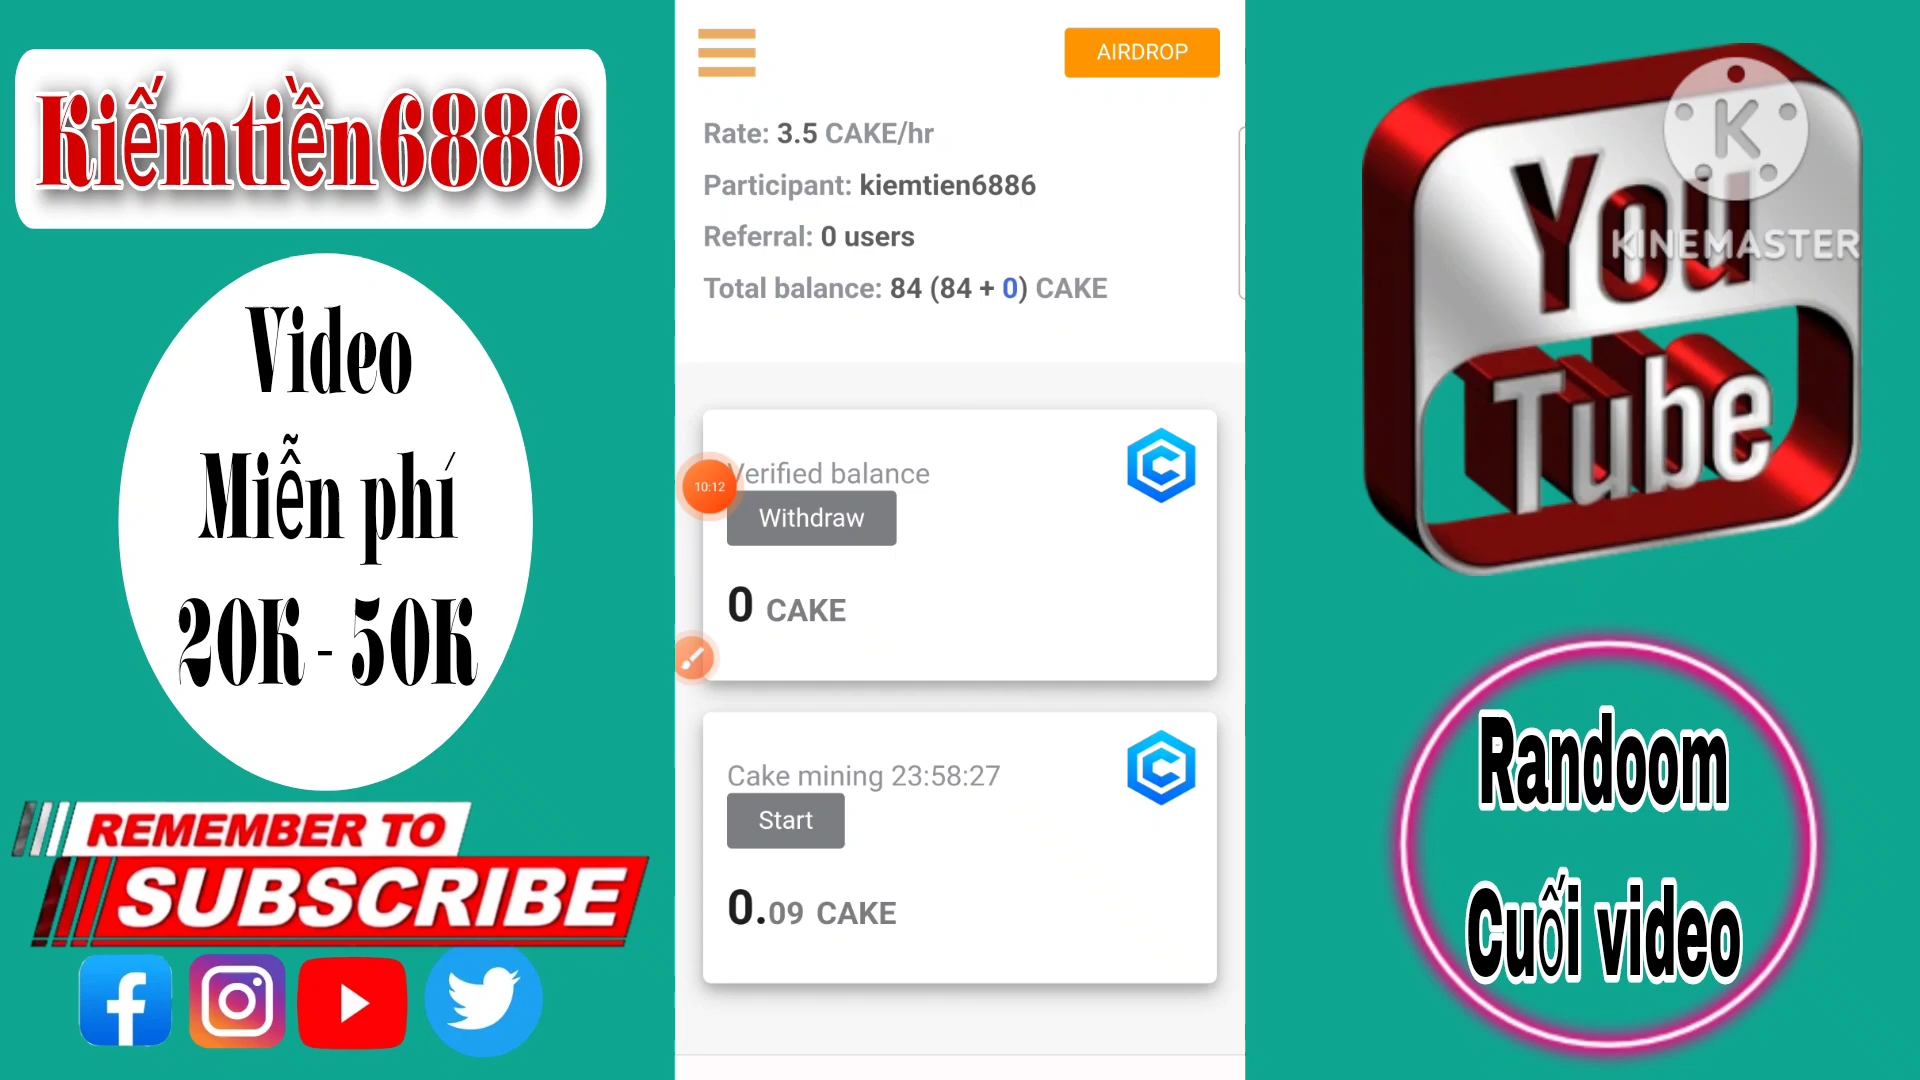 Kiếmtiền6886
Video
Miễn phí
20K - 50K
REMEMBER TO
SUBSCRIBE
AIRDROP
Rate: 3.5 CAKE/hr
Participant: kiemtien6886
Referral: 0 users
Total balance: 84 (84 + 0) CAKE
Verified balance
10:12
Withdraw
0 CAKE
Cake mining 23:58:27
Start
0.09 CAKE
You
Tube
K
KINEMASTER
Randoom
Cuối video